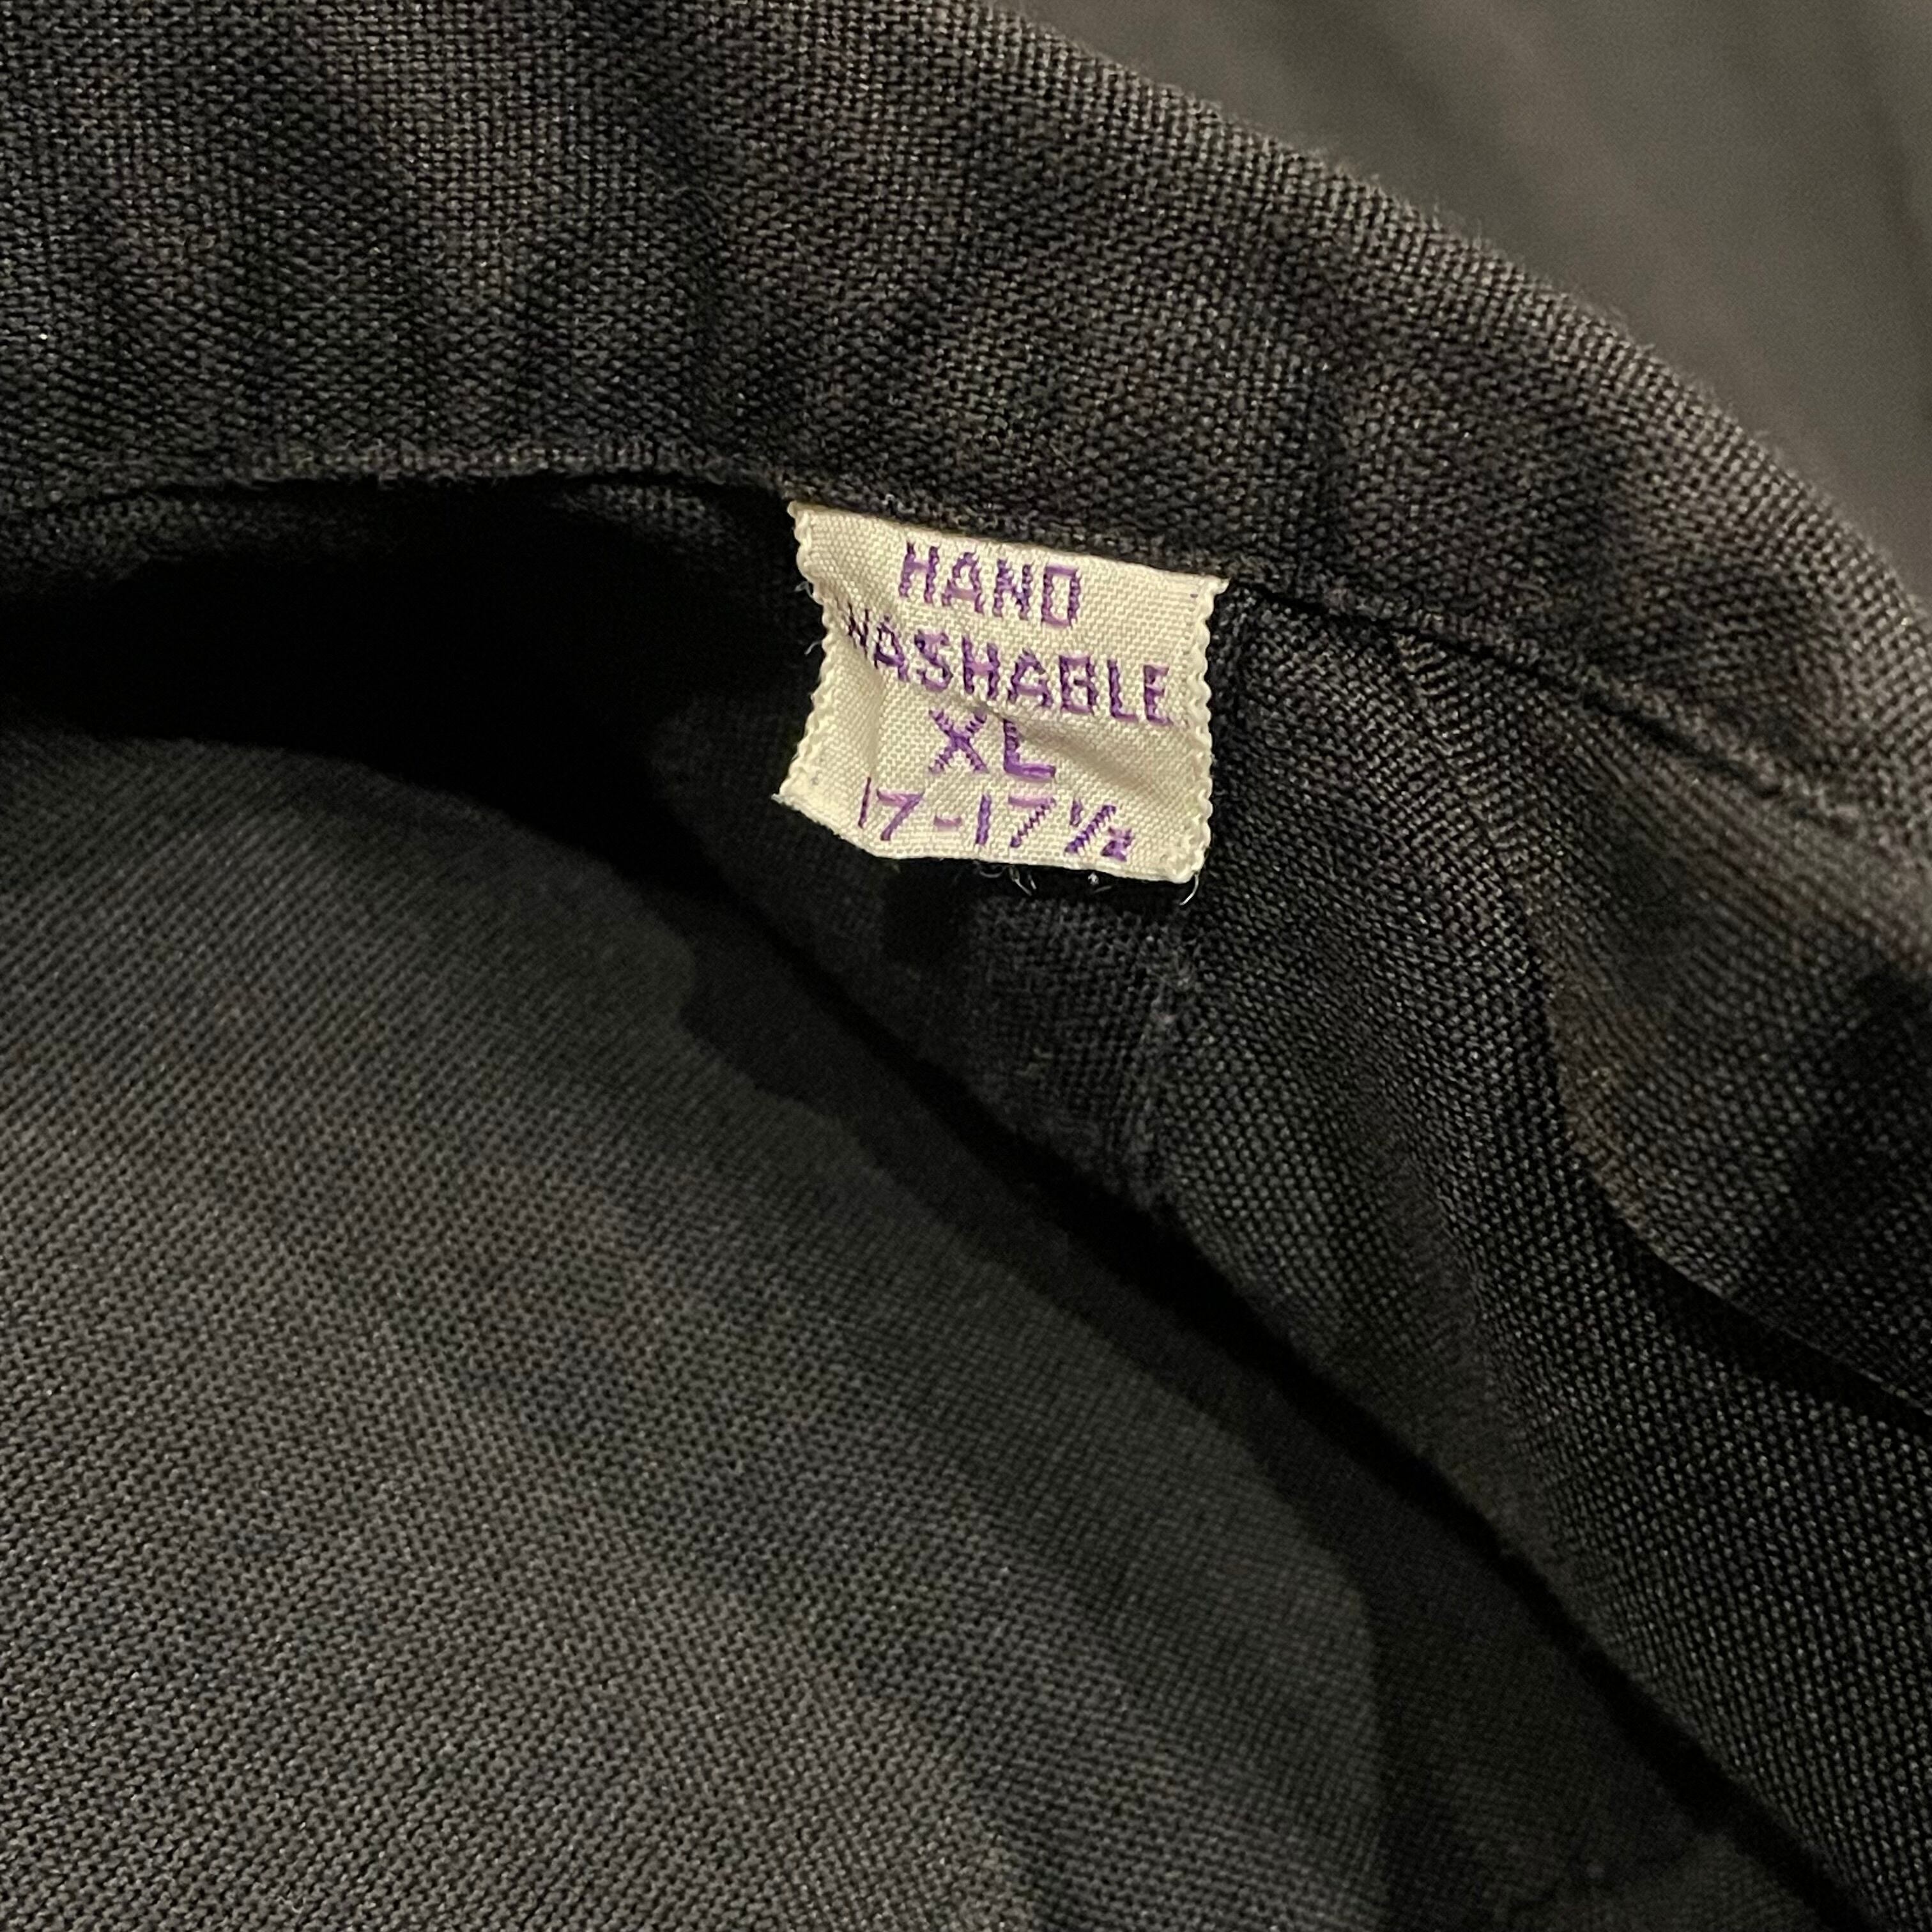 HAND
WASHABLE
XL
17-17½